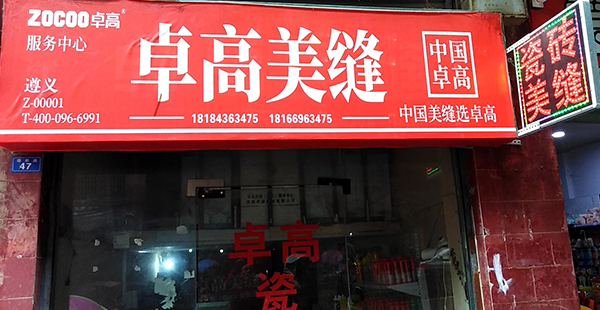 ZOCOO卓高®
服务中心
遵义
Z-00001
T-400-096-6991
卓高美缝
18184363475 18166963475
中国
卓高
中国美缝选卓高
瓷砖
美缝
47
卓高
瓷